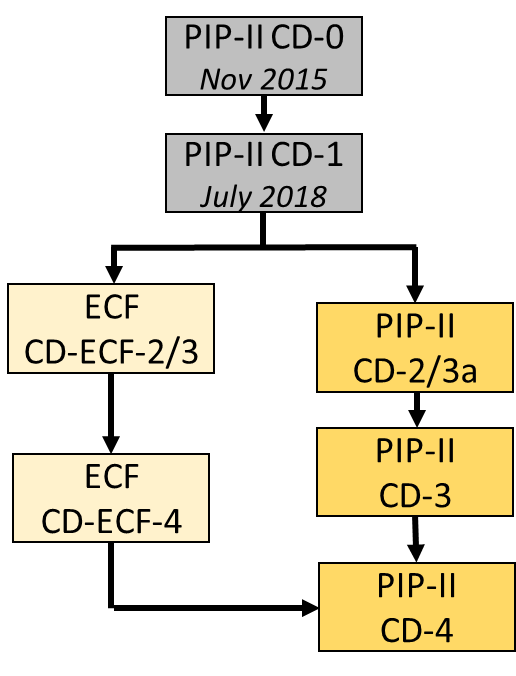 PIP-II CD-0
Nov 2015
PIP-II CD-1
July 2018
ECF
CD-ECF-2/3
PIP-II
CD-2/3a
ECF
CD-ECF-4
PIP-II
CD-3
PIP-II
CD-4